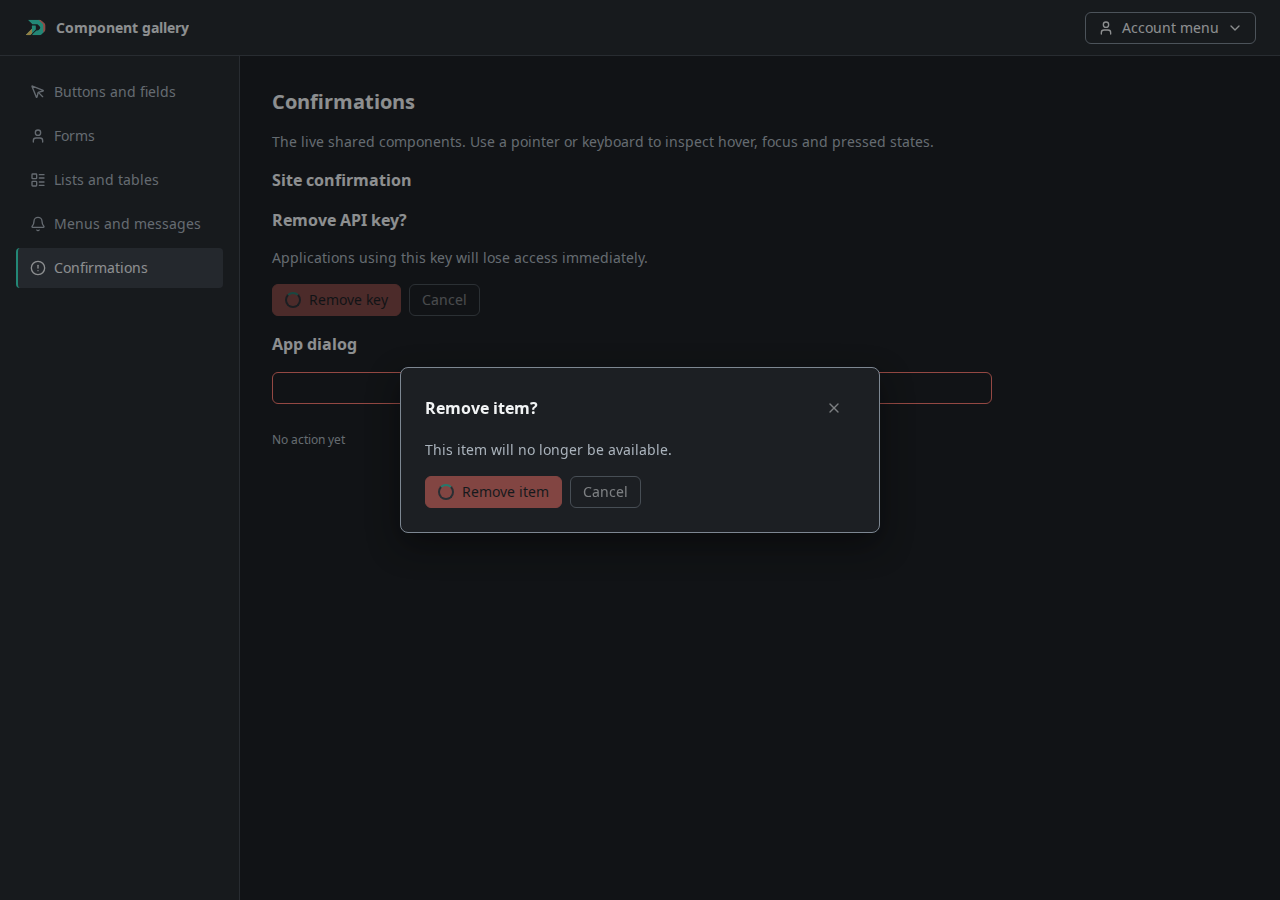 Component gallery
Account menu
Buttons and fields
Forms
Lists and tables
Menus and messages
Confirmations
Confirmations
The live shared components. Use a pointer or keyboard to inspect hover, focus and pressed states.
Site confirmation
Remove API key?
Applications using this key will lose access immediately.
Remove key
Cancel
App dialog
No action yet
Remove item?
This item will no longer be available.
Remove item
Cancel